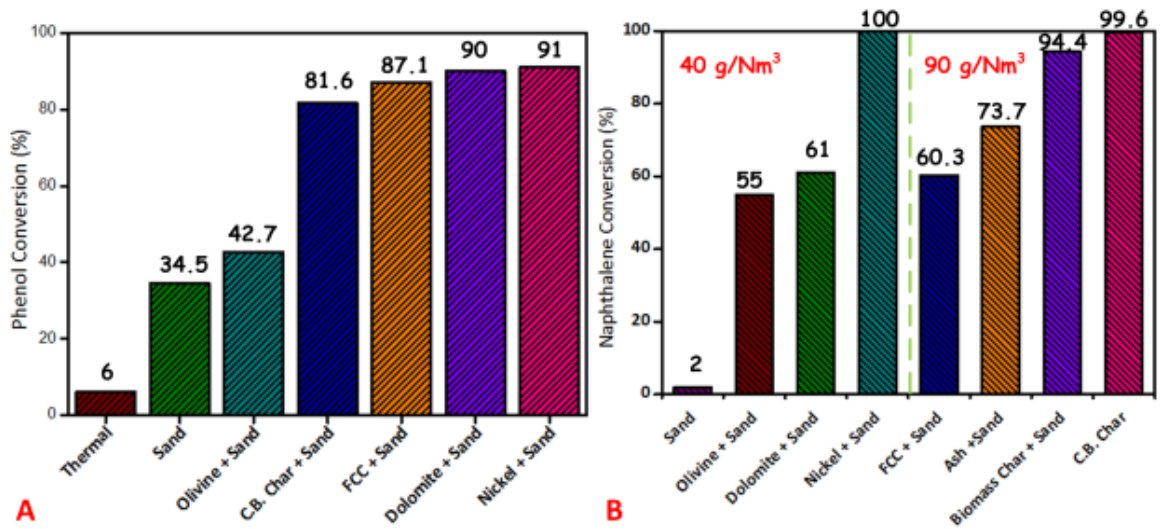 Phenol Conversion (%)
100
80
60
40
20
0
6
34.5
42.7
81.6
87.1
90
91
Thermal
Sand
Olivine + Sand
C.B. Char + Sand
FCC + Sand
Dolomite + Sand
Nickel + Sand
A
Naphthalene Conversion (%)
100
80
60
40
20
0
40 g/Nm³
90 g/Nm³
2
55
61
100
60.3
73.7
94.4
99.6
Sand
Olivine + Sand
Dolomite + Sand
Nickel + Sand
FCC + Sand
Ash +Sand
Biomass Char + Sand
C.B. Char
B